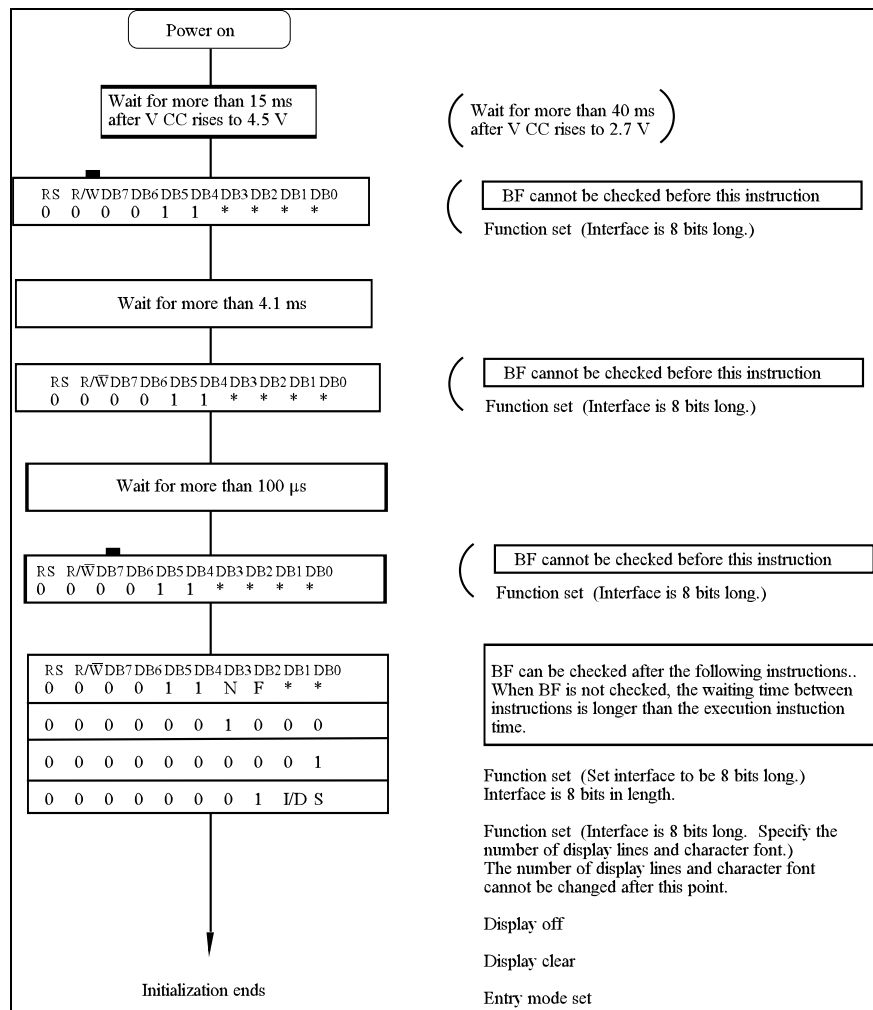 Power on
Wait for more than 15 ms
after V CC rises to 4.5 V
Wait for more than 40 ms
after V CC rises to 2.7 V
RS R/W̅ DB7 DB6 DB5 DB4 DB3 DB2 DB1 DB0
0 0 0 0 1 1 * * * *
BF cannot be checked before this instruction
Function set (Interface is 8 bits long.)
Wait for more than 4.1 ms
RS R/W̅ DB7 DB6 DB5 DB4 DB3 DB2 DB1 DB0
0 0 0 0 1 1 * * * *
BF cannot be checked before this instruction
Function set (Interface is 8 bits long.)
Wait for more than 100 µs
RS R/W̅ DB7 DB6 DB5 DB4 DB3 DB2 DB1 DB0
0 0 0 0 1 1 * * * *
BF cannot be checked before this instruction
Function set (Interface is 8 bits long.)
RS R/W̅ DB7 DB6 DB5 DB4 DB3 DB2 DB1 DB0
0 0 0 0 1 1 N F * *
0 0 0 0 0 0 1 0 0 0
0 0 0 0 0 0 0 0 0 1
0 0 0 0 0 0 0 1 I/D S
BF can be checked after the following instructions..
When BF is not checked, the waiting time between
instructions is longer than the execution instuction
time.
Function set (Set interface to be 8 bits long.)
Interface is 8 bits in length.
Function set (Interface is 8 bits long. Specify the
number of display lines and character font.)
The number of display lines and character font
cannot be changed after this point.
Display off
Display clear
Entry mode set
Initialization ends